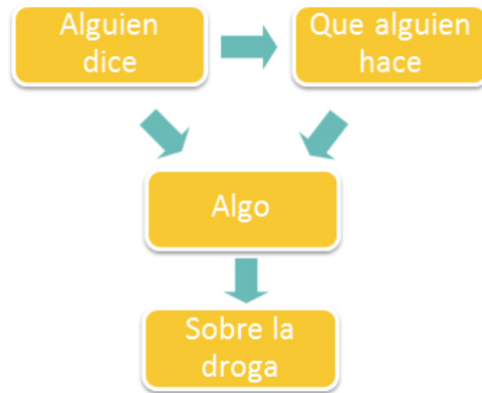 Alguien
dice
Que alguien
hace
Algo
Sobre la
droga